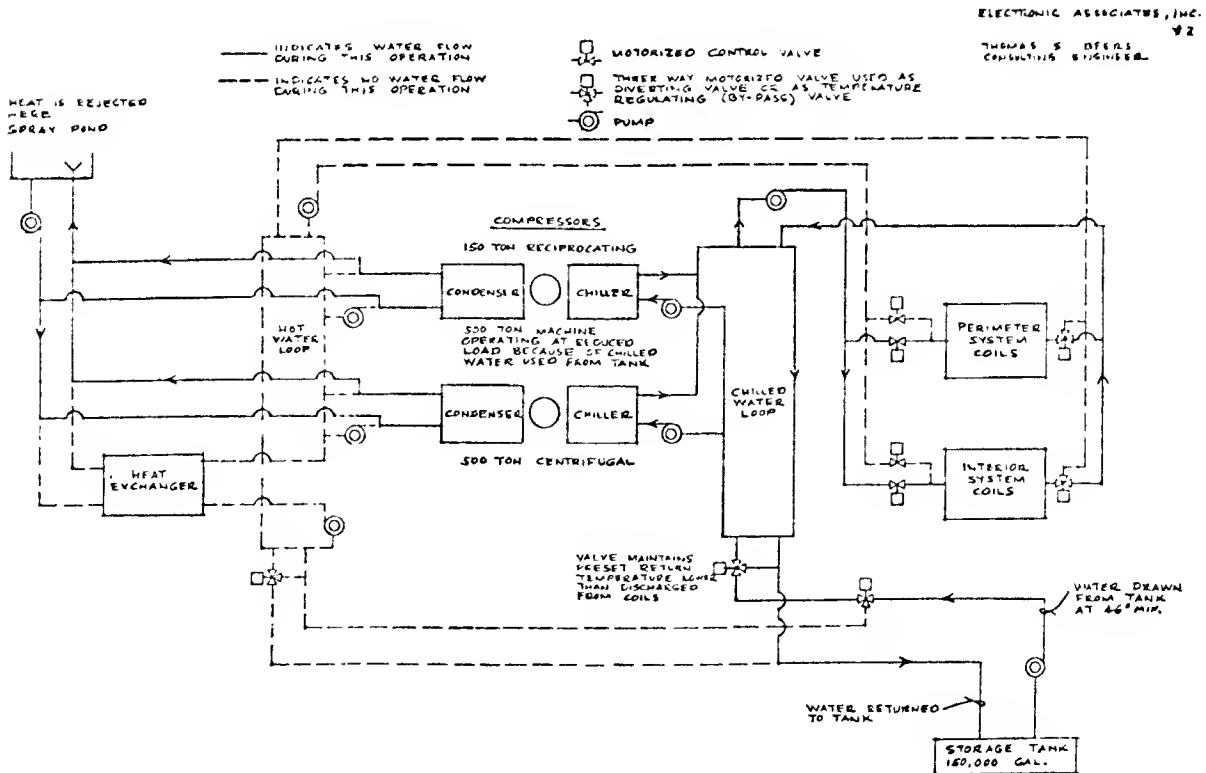 ELECTRONIC ASSOCIATES, INC.
#2
THOMAS S BEERS
CONSULTING ENGINEER
INDICATES WATER FLOW
DURING THIS OPERATION
INDICATES NO WATER FLOW
DURING THIS OPERATION
MOTORIZED CONTROL VALVE
THREE WAY MOTORIZED VALVE USED AS
DIVERTING VALVE OR AS TEMPERATURE
REGULATING (BY-PASS) VALVE
PUMP
HEAT IS REJECTED
HERE
SPRAY POND
COMPRESSORS
150 TON RECIPROCATING
CONDENSER
CHILLER
500 TON MACHINE
OPERATING AT REDUCED
LOAD BECAUSE OF CHILLED
WATER USED FROM TANK
HOT
WATER
LOOP
CONDENSER
CHILLER
500 TON CENTRIFUGAL
CHILLED
WATER
LOOP
PERIMETER
SYSTEM
COILS
INTERIOR
SYSTEM
COILS
HEAT
EXCHANGER
VALVE MAINTAINS
PRESET RETURN
TEMPERATURE LOWER
THAN DISCHARGED
FROM COILS
WATER DRAWN
FROM TANK
AT 46° MIN.
WATER RETURNED
TO TANK
STORAGE TANK
150,000 GAL.